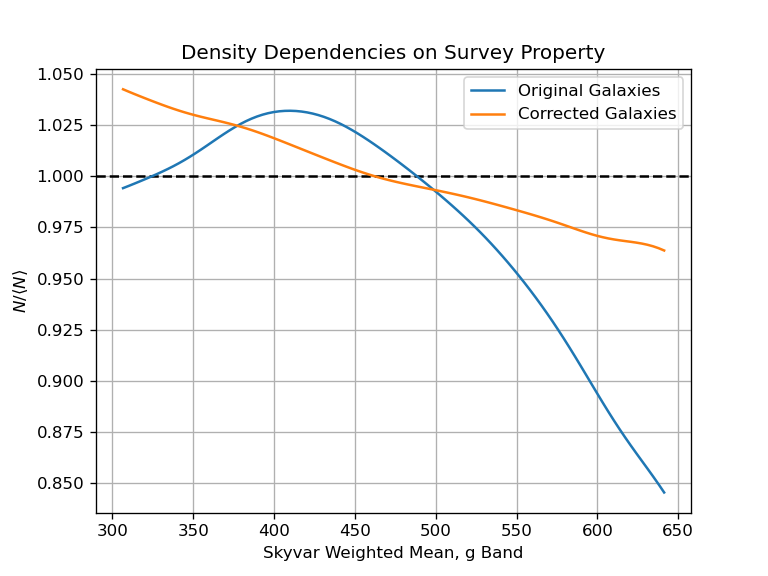 Density Dependencies on Survey Property
1.050
1.025
1.000
0.975
0.950
0.925
0.900
0.875
0.850
N/⟨N⟩
Original Galaxies
Corrected Galaxies
300 350 400 450 500 550 600 650
Skyvar Weighted Mean, g Band